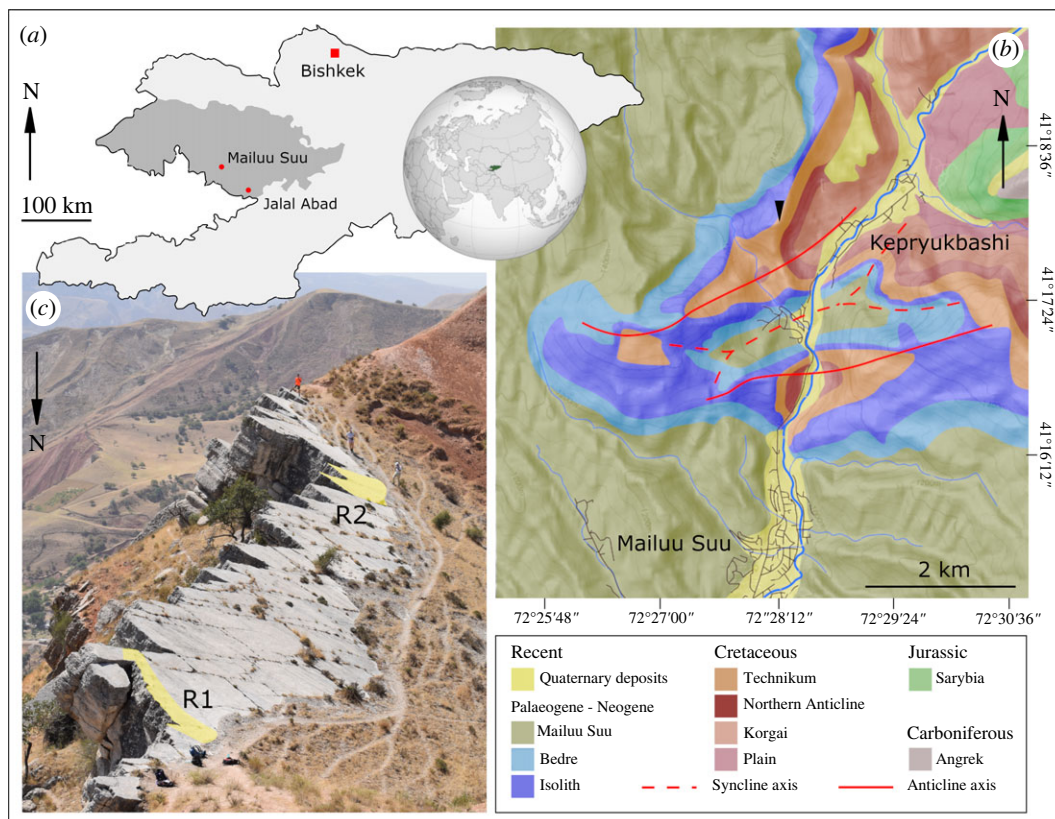 (a)
Bishkek
N
Mailuu Suu
Jalal Abad
100 km
(b)
N
41°18′36″
Kepryukbashi
41°17′24″
41°16′12″
Mailuu Suu
2 km
72°25′48″
72°27′00″
72°28′12″
72°29′24″
72°30′36″
(c)
N
R2
R1
Recent
Quaternary deposits
Palaeogene - Neogene
Mailuu Suu
Bedre
Isolith
Cretaceous
Technikum
Northern Anticline
Korgai
Plain
Jurassic
Sarybia
Carboniferous
Angrek
Syncline axis
Anticline axis